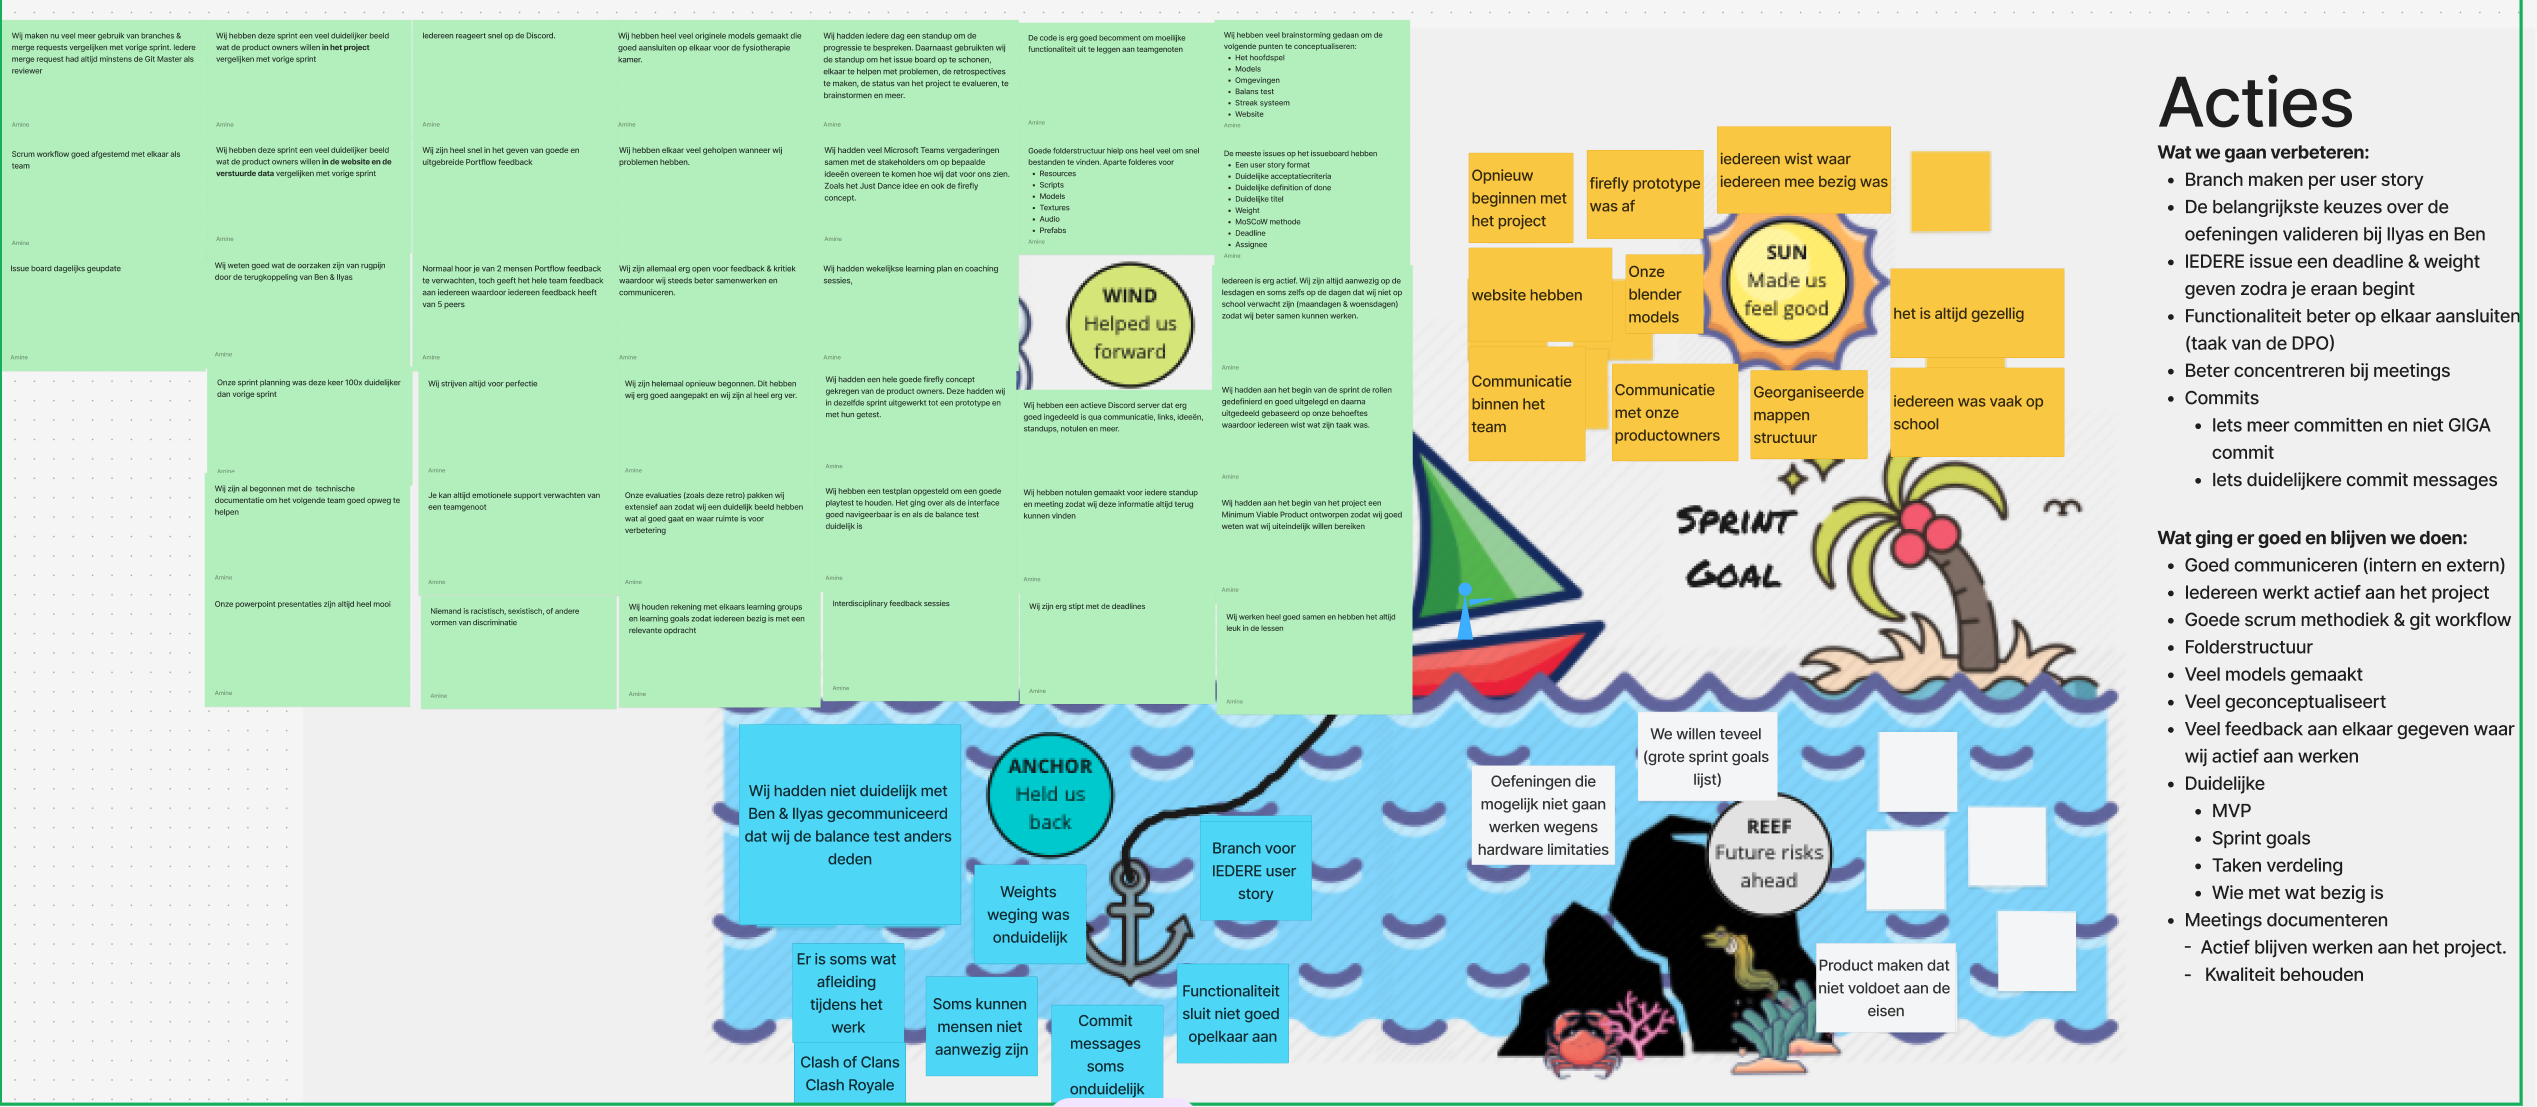 Wij maken nu veel meer gebruik van branches &
merge requests vergelijken met vorige sprint. Iedere
merge request had altijd minstens de Git Master als
reviewer
Amine
Wij hebben deze sprint een veel duidelijker beeld
wat de product owners willen in het project
vergelijken met vorige sprint
Amine
Iedereen reageert snel op de Discord.
Amine
Wij hebben heel veel originele models gemaakt die
goed aansluiten op elkaar voor de fysiotherapie
kamer.
Amine
Wij hadden iedere dag een standup om de
progressie te bespreken. Daarnaast gebruikten wij
de standup om het issue board op te schonen,
elkaar te helpen met problemen, de retrospectives
te maken, de status van het project te evalueren, te
brainstormen en meer.
Amine
De code is erg goed becomment om moeilijke
functionaliteit uit te leggen aan teamgenoten
Amine
Wij hebben veel brainstorming gedaan om de
volgende punten te conceptualiseren:
• Het hoofdspel
• Models
• Omgevingen
• Balans test
• Streak systeem
• Website
Amine
Scrum workflow goed afgestemd met elkaar als
team
Amine
Wij hebben deze sprint een veel duidelijker beeld
wat de product owners willen in de website en de
verstuurde data vergelijken met vorige sprint
Amine
Wij zijn heel snel in het geven van goede en
uitgebreide Portflow feedback
Wij hebben elkaar veel geholpen wanneer wij
problemen hebben.
Wij hadden veel Microsoft Teams vergaderingen
samen met de stakeholders om op bepaalde
ideeën overeen te komen hoe wij dat voor ons zien.
Zoals het Just Dance idee en ook de firefly
concept.
Amine
Goede folderstructuur hielp ons heel veel om snel
bestanden te vinden. Aparte folderes voor
• Resources
• Scripts
• Models
• Textures
• Audio
• Prefabs
Amine
De meeste issues op het issueboard hebben
• Een user story format
• Duidelijke acceptatiecriteria
• Duidelijke definition of done
• Duidelijke titel
• Weight
• MoSCoW methode
• Deadline
• Assignee
Amine
Issue board dagelijks geupdate
Amine
Wij weten goed wat de oorzaken zijn van rugpijn
door de terugkoppeling van Ben & Ilyas
Amine
Normaal hoor je van 2 mensen Portflow feedback
te verwachten, toch geeft het hele team feedback
aan iedereen waardoor iedereen feedback heeft
van 5 peers
Amine
Wij zijn allemaal erg open voor feedback & kritiek
waardoor wij steeds beter samenwerken en
communiceren.
Amine
Wij hadden wekelijkse learning plan en coaching
sessies,
Amine
WIND
Helped us
forward
Iedereen is erg actief. Wij zijn altijd aanwezig op de
lesdagen en soms zelfs op de dagen dat wij niet op
school verwacht zijn (maandagen & woensdagen)
zodat wij beter samen kunnen werken.
Amine
Onze sprint planning was deze keer 100x duidelijker
dan vorige sprint
Amine
Wij strijven altijd voor perfectie
Amine
Wij zijn helemaal opnieuw begonnen. Dit hebben
wij erg goed aangepakt en wij zijn al heel erg ver.
Amine
Wij hadden een hele goede firefly concept
gekregen van de product owners. Deze hadden wij
in dezelfde sprint uitgewerkt tot een prototype en
met hun getest.
Amine
Wij hebben een actieve Discord server dat erg
goed ingedeeld is qua communicatie, links, ideeën,
standups, notulen en meer.
Wij hadden aan het begin van de sprint de rollen
gedefinierd en goed uitgelegd en daarna
uitgedeeld gebaseerd op onze behoeftes
waardoor iedereen wist wat zijn taak was.
Amine
Wij zijn al begonnen met de technische
documentatie om het volgende team goed opweg te
helpen
Amine
Je kan altijd emotionele support verwachten van
een teamgenoot
Amine
Onze evaluaties (zoals deze retro) pakken wij
extensief aan zodat wij een duidelijk beeld hebben
wat al goed gaat en waar ruimte is voor
verbetering
Amine
Wij hebben een testplan opgesteld om een goede
playtest te houden. Het ging over als de interface
goed navigeerbaar is en als de balance test
duidelijk is
Amine
Wij hebben notulen gemaakt voor iedere standup
en meeting zodat wij deze informatie altijd terug
kunnen vinden
Amine
Wij hadden aan het begin van het project een
Minimum Viable Product ontworpen zodat wij goed
weten wat wij uiteindelijk willen bereiken
Amine
Onze powerpoint presentaties zijn altijd heel mooi
Amine
Niemand is racistisch, sexistisch, of andere
vormen van discriminatie
Amine
Wij houden rekening met elkaars learning groups
en learning goals zodat iedereen bezig is met een
relevante opdracht
Amine
Interdisciplinary feedback sessies
Amine
Wij zijn erg stipt met de deadlines
Amine
Wij werken heel goed samen en hebben het altijd
leuk in de lessen
Amine
Opnieuw
beginnen met
het project
firefly prototype
was af
iedereen wist waar
iedereen mee bezig was
website hebben
Onze
blender
models
SUN
Made us
feel good
het is altijd gezellig
Communicatie
binnen het
team
Communicatie
met onze
productowners
Georganiseerde
mappen
structuur
iedereen was vaak op
school
SPRINT
GOAL
Wij hadden niet duidelijk met
Ben & Ilyas gecommuniceerd
dat wij de balance test anders
deden
ANCHOR
Held us
back
Weights
weging was
onduidelijk
Branch voor
IEDERE user
story
Er is soms wat
afleiding
tijdens het
werk
Clash of Clans
Clash Royale
Soms kunnen
mensen niet
aanwezig zijn
Commit
messages
soms
onduidelijk
Functionaliteit
sluit niet goed
opelkaar aan
We willen teveel
(grote sprint goals
lijst)
Oefeningen die
mogelijk niet gaan
werken wegens
hardware limitaties
REEF
Future risks
ahead
Product maken dat
niet voldoet aan de
eisen
Acties
Wat we gaan verbeteren:
• Branch maken per user story
• De belangrijkste keuzes over de
oefeningen valideren bij Ilyas en Ben
• IEDERE issue een deadline & weight
geven zodra je eraan begint
• Functionaliteit beter op elkaar aansluiten
(taak van de DPO)
• Beter concentreren bij meetings
• Commits
• Iets meer committen en niet GIGA
commit
• Iets duidelijkere commit messages
Wat ging er goed en blijven we doen:
• Goed communiceren (intern en extern)
• Iedereen werkt actief aan het project
• Goede scrum methodiek & git workflow
• Folderstructuur
• Veel models gemaakt
• Veel geconceptualiseert
• Veel feedback aan elkaar gegeven waar
wij actief aan werken
• Duidelijke
• MVP
• Sprint goals
• Taken verdeling
• Wie met wat bezig is
• Meetings documenteren
- Actief blijven werken aan het project.
- Kwaliteit behouden